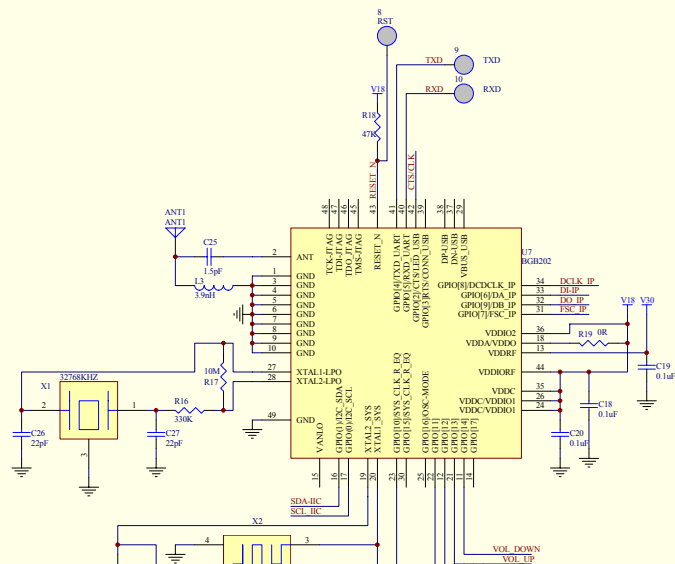 8
RST
9
TXD
TXD
10
RXD
RXD
V18
R18
47K
RESET_N
CTS/CLK
48
47
46
45
43
41
40
42
39
38
37
29
TCK-JTAG
TDI-JTAG
TDO-JTAG
TMS-JTAG
RESET_N
GPIO[4]/TXD_UART
GPIO[5]/RXD_UART
GPIO[2]/CTS/LED_USB
GPIO[3]/RTS/CONN_USB
DP-USB
DN-USB
VBUS_USB
U7
BGB202
ANT1
ANT1
C25
1.5pF
L3
3.9nH
2
ANT
1
GND
3
GND
4
GND
5
GND
6
GND
7
GND
8
GND
9
GND
10
GND
27
XTAL1-LPO
28
XTAL2-LPO
49
GND
GPIO[8]/DCDCLK_IP
34
DCLK_IP
GPIO[6]/DA_IP
33
DI-IP
GPIO[9]/DB_IP
32
DO_IP
GPIO[7]/FSC_IP
31
FSC_IP
V18
V30
VDDIO2
36
VDDA/VDDO
18
R19
0R
VDDRF
13
VDDIORF
44
VDDC
35
VDDC/VDDIO1
26
VDDC/VDDIO1
24
C19
0.1uF
C18
0.1uF
C20
0.1uF
32768KHZ
X1
2
1
3
10M
R17
R16
330K
C26
22pF
C27
22pF
VANLO
GPIO(1)I2C_SDA
GPIO(0)I2C_SCL
XTAL2_SYS
XTAL1_SYS
GPIO[10]/SYS_CLK_R_EQ
GPIO[15]/SYS_CLK_R_EQ
GPIO[16]/OSC-MODE
GPIO[11]
GPIO[12]
GPIO[13]
GPIO[14]
GPIO[17]
15
16
17
19
20
23
30
25
22
12
21
11
14
SDA-IIC
SCL_IIC
X2
4
3
VOL_DOWN
VOL_UP